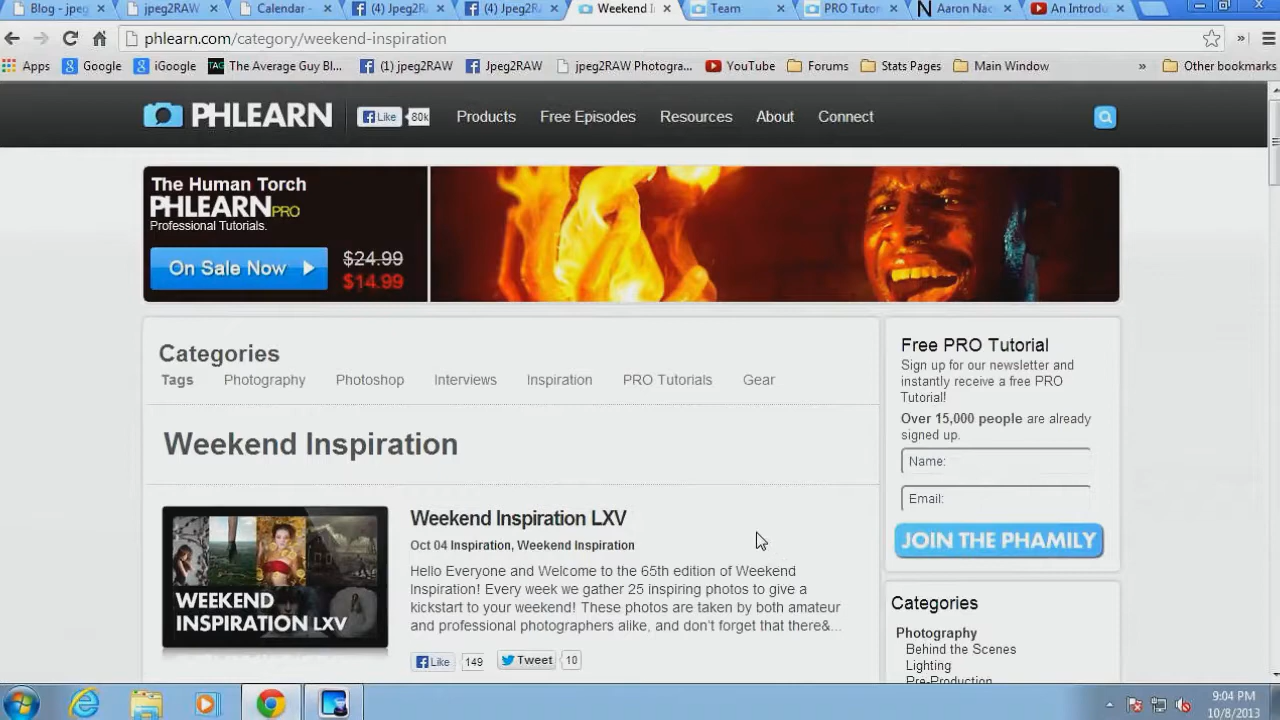 Blog - jpeg
jpeg2RAW
Calendar -
(4) Jpeg2
(4) Jpeg2
Weekend I
Team
PRO Tutor
Aaron Nac
An Introdu
phlearn.com/category/weekend-inspiration
Apps
Google
iGoogle
The Average Guy Bl...
(1) jpeg2RAW
Jpeg2RAW
jpeg2RAW Photogra...
YouTube
Forums
Stats Pages
Main Window
»
Other bookmarks
PHLEARN
Like
80k
Products
Free Episodes
Resources
About
Connect
The Human Torch
PHLEARN PRO
Professional Tutorials.
On Sale Now
$24.99
$14.99
Categories
Tags
Photography
Photoshop
Interviews
Inspiration
PRO Tutorials
Gear
Weekend Inspiration
WEEKEND
INSPIRATION LXV
Weekend Inspiration LXV
Oct 04 Inspiration, Weekend Inspiration
Hello Everyone and Welcome to the 65th edition of Weekend
Inspiration! Every week we gather 25 inspiring photos to give a
kickstart to your weekend! These photos are taken by both amateur
and professional photographers alike, and don't forget that there&...
Like
149
Tweet
10
Free PRO Tutorial
Sign up for our newsletter and
instantly receive a free PRO
Tutorial!
Over 15,000 people are already
signed up.
Name:
Email:
JOIN THE PHAMILY
Categories
Photography
Behind the Scenes
Lighting
Pre-Production
9:04 PM
10/8/2013